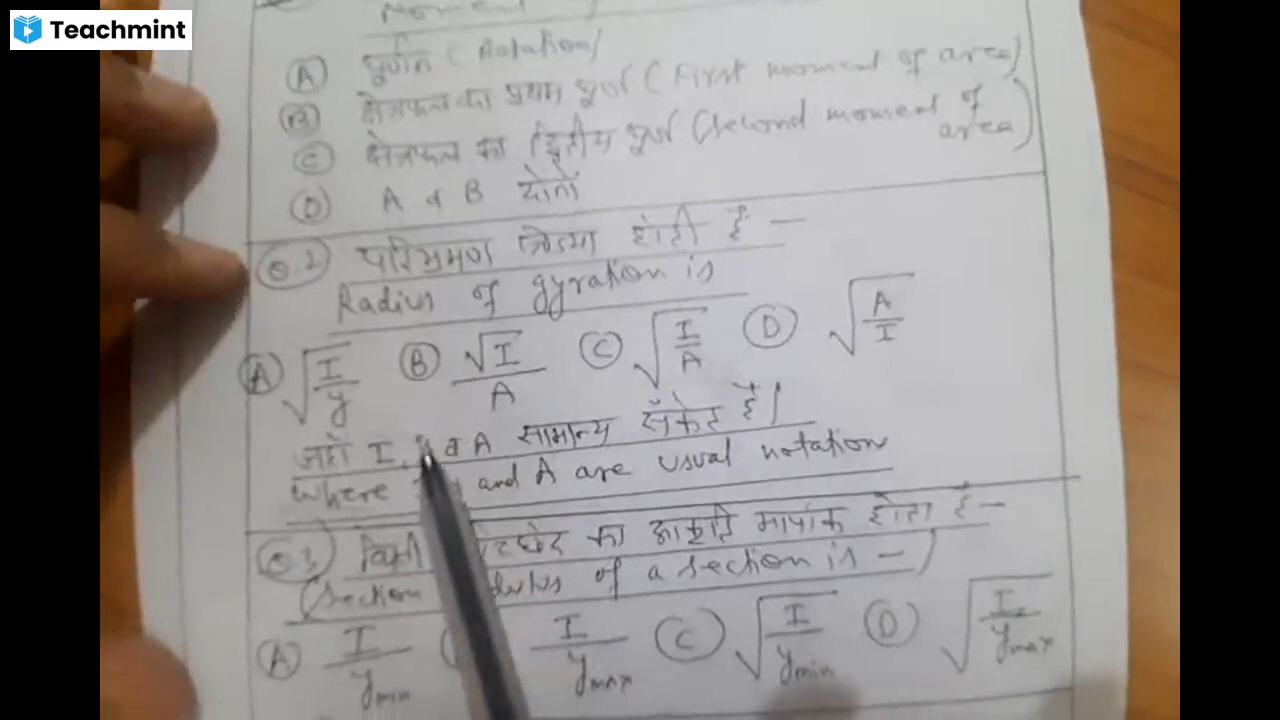 Teachmint
Moment
(A) घूर्णन (Rotation)
(B) क्षेत्रफल का प्रथम घूर्ण (First moment of area)
(C) क्षेत्रफल का द्वितीय घूर्ण (Second moment of area)
(D) A व B दोनों
Q.2 परिभ्रमण त्रिज्या होती है —
Radius of gyration is
(A) √(I/y) (B) √I/A (C) √(I/A) (D) √(A/I)
जहाँ I, y व A सामान्य संकेत है।
where and A are usual notation
Q.3 किसी का आकृति मापांक होता है —
(Section of a section is —)
(A) I/ymin I/ymax (C) √(I/ymin) (D) √(I/ymax)